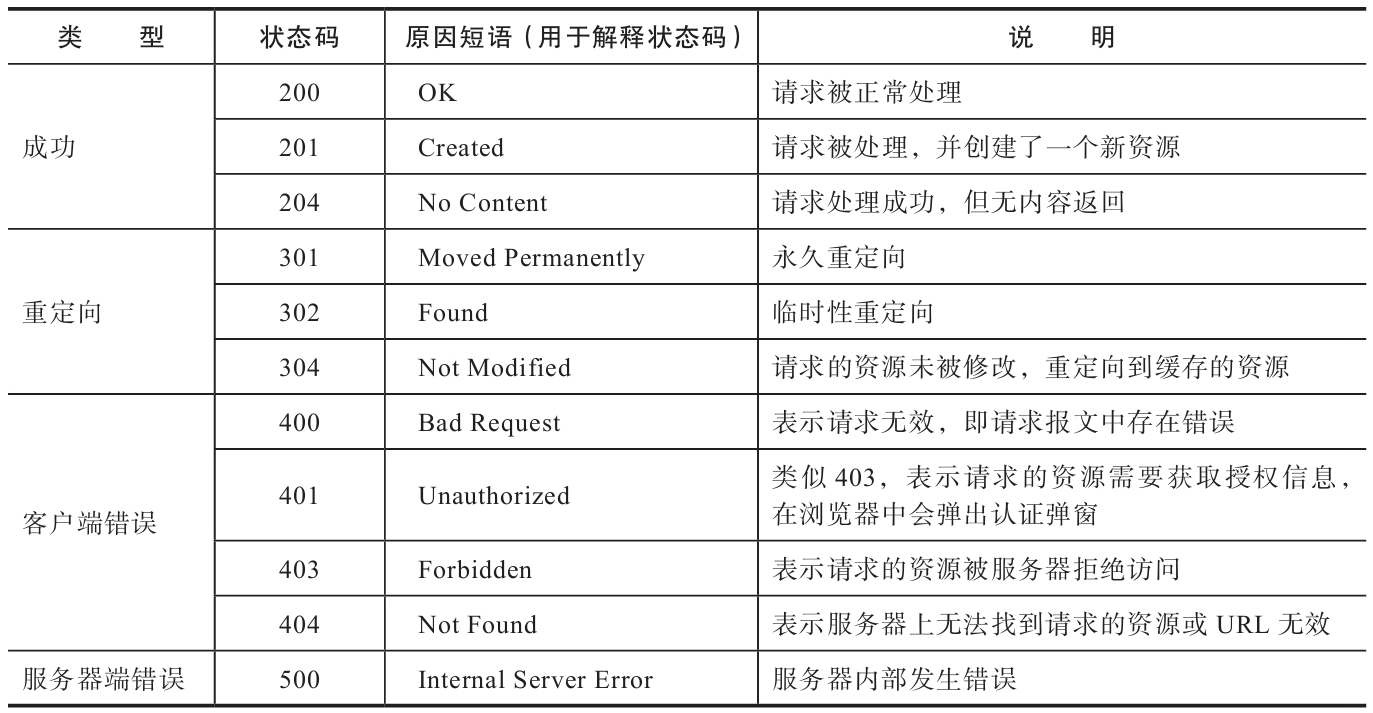 类 型 状态码 原因短语（用于解释状态码） 说 明
成功
200 OK 请求被正常处理
201 Created 请求被处理，并创建了一个新资源
204 No Content 请求处理成功，但无内容返回
重定向
301 Moved Permanently 永久重定向
302 Found 临时性重定向
304 Not Modified 请求的资源未被修改，重定向到缓存的资源
客户端错误
400 Bad Request 表示请求无效，即请求报文中存在错误
401 Unauthorized 类似 403，表示请求的资源需要获取授权信息，
在浏览器中会弹出认证弹窗
403 Forbidden 表示请求的资源被服务器拒绝访问
404 Not Found 表示服务器上无法找到请求的资源或 URL 无效
服务器端错误 500 Internal Server Error 服务器内部发生错误